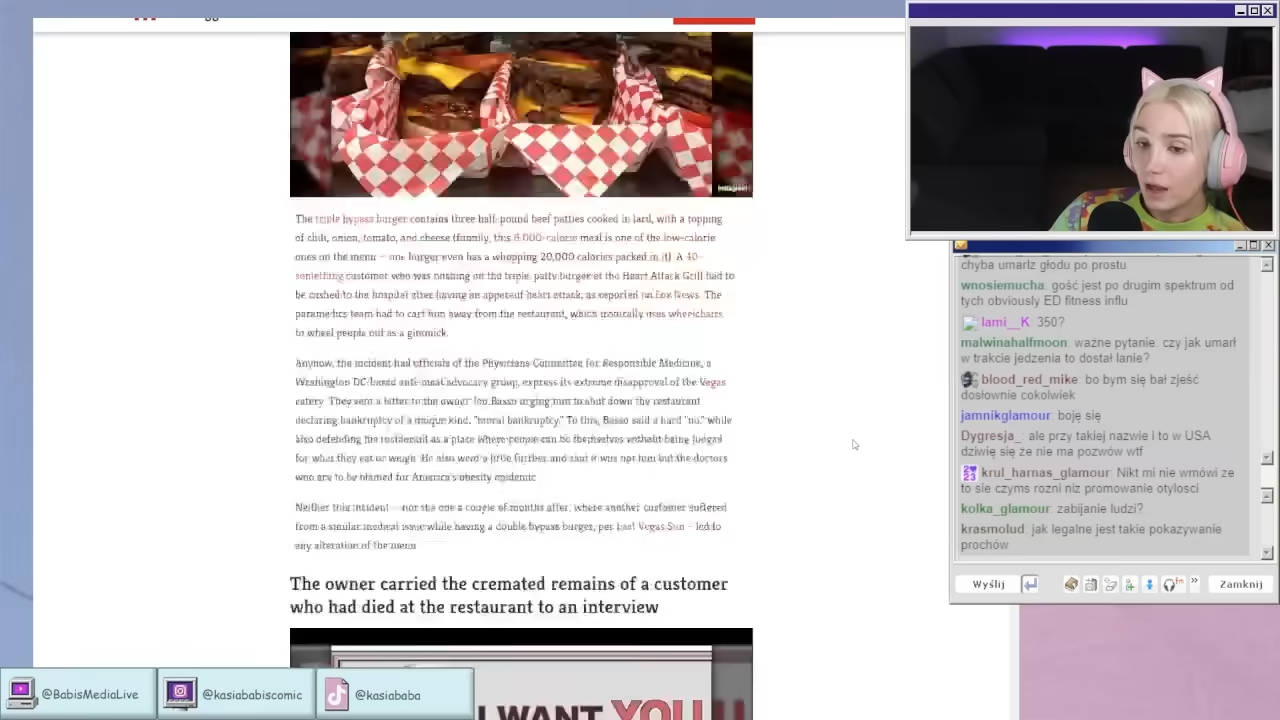 Instagram
The triple bypass burger contains three half-pound beef patties cooked in lard, with a topping
of chili, onion, tomato, and cheese (funnily, this 6,000-calorie meal is one of the low-calorie
ones on the menu – one burger even has a whopping 20,000 calories packed in it). A 40-
something customer who was noshing on the triple-patty burger at the Heart Attack Grill had to
be rushed to the hospital after having an apparent heart attack, as reported on Fox News. The
paramedics team had to cart him away from the restaurant, which ironically uses wheelchairs
to wheel people out as a gimmick.
Anyhow, the incident had officials of the Physicians Committee for Responsible Medicine, a
Washington DC-based anti-meat advocacy group, express its extreme disapproval of the Vegas
eatery. They sent a letter to the owner Jon Basso urging him to shut down the restaurant
declaring bankruptcy of a unique kind, "moral bankruptcy." To this, Basso said a hard "no," while
also defending his restaurant as a place where people can be themselves without being judged
for what they eat or weigh. He also went a little further and said it was not him but the doctors
who are to be blamed for America's obesity epidemic.
Neither this incident – nor the one a couple of months after, where another customer suffered
from a similar medical issue while having a double bypass burger, per Las Vegas Sun – led to
any alteration of the menu
The owner carried the cremated remains of a customer
who had died at the restaurant to an interview
I WANT YOU
chyba umarlz głodu po prostu
wnosiemucha: gość jest po drugim spektrum od
tych obviously ED fitness influ
lami__K 350?
malwinahalfmoon: wazne pytanie: czy jak umarł
w trakcie jedzenia to dostał lanie?
blood_red_mike: bo bym się bał zjeść
dosłownie cokolwiek
jamnikglamour: boję się
Dygresja_: ale przy takiej nazwie i to w USA
dziwię się że nie ma pozwów wtf
krul_harnas_glamour: Nikt mi nie wmówi ze
to sie czyms rozni niz promowanie otylosci
kolka_glamour: zabijanie ludzi?
krasmolud: jak legalne jest takie pokazywanie
prochów
Wyślij
Zamknij
@BabisMediaLive
@kasiababiscomic
@kasiababa